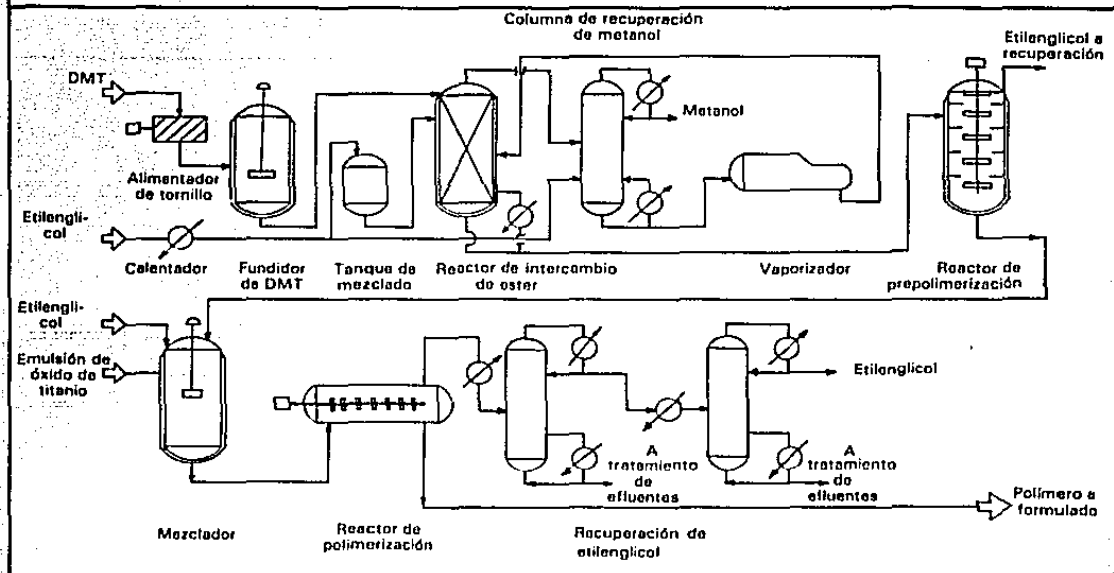 Columna de recuperación
de metanol
Etilenglicol a
recuperación
DMT
Metanol
Alimentador
de tornillo
Etilengli-
col
Calentador
Fundidor
de DMT
Tanque de
mezclado
Reactor de intercambio
de ester
Vaporizador
Reactor de
prepolimerización
Etilengli-
col
Emulsión de
óxido de
titanio
Etilenglicol
A
tratamiento
de
efluentes
A
tratamiento
de
efluentes
Polímero a
formulado
Mezclador
Reactor de
polimerización
Recuperación de
etilenglicol